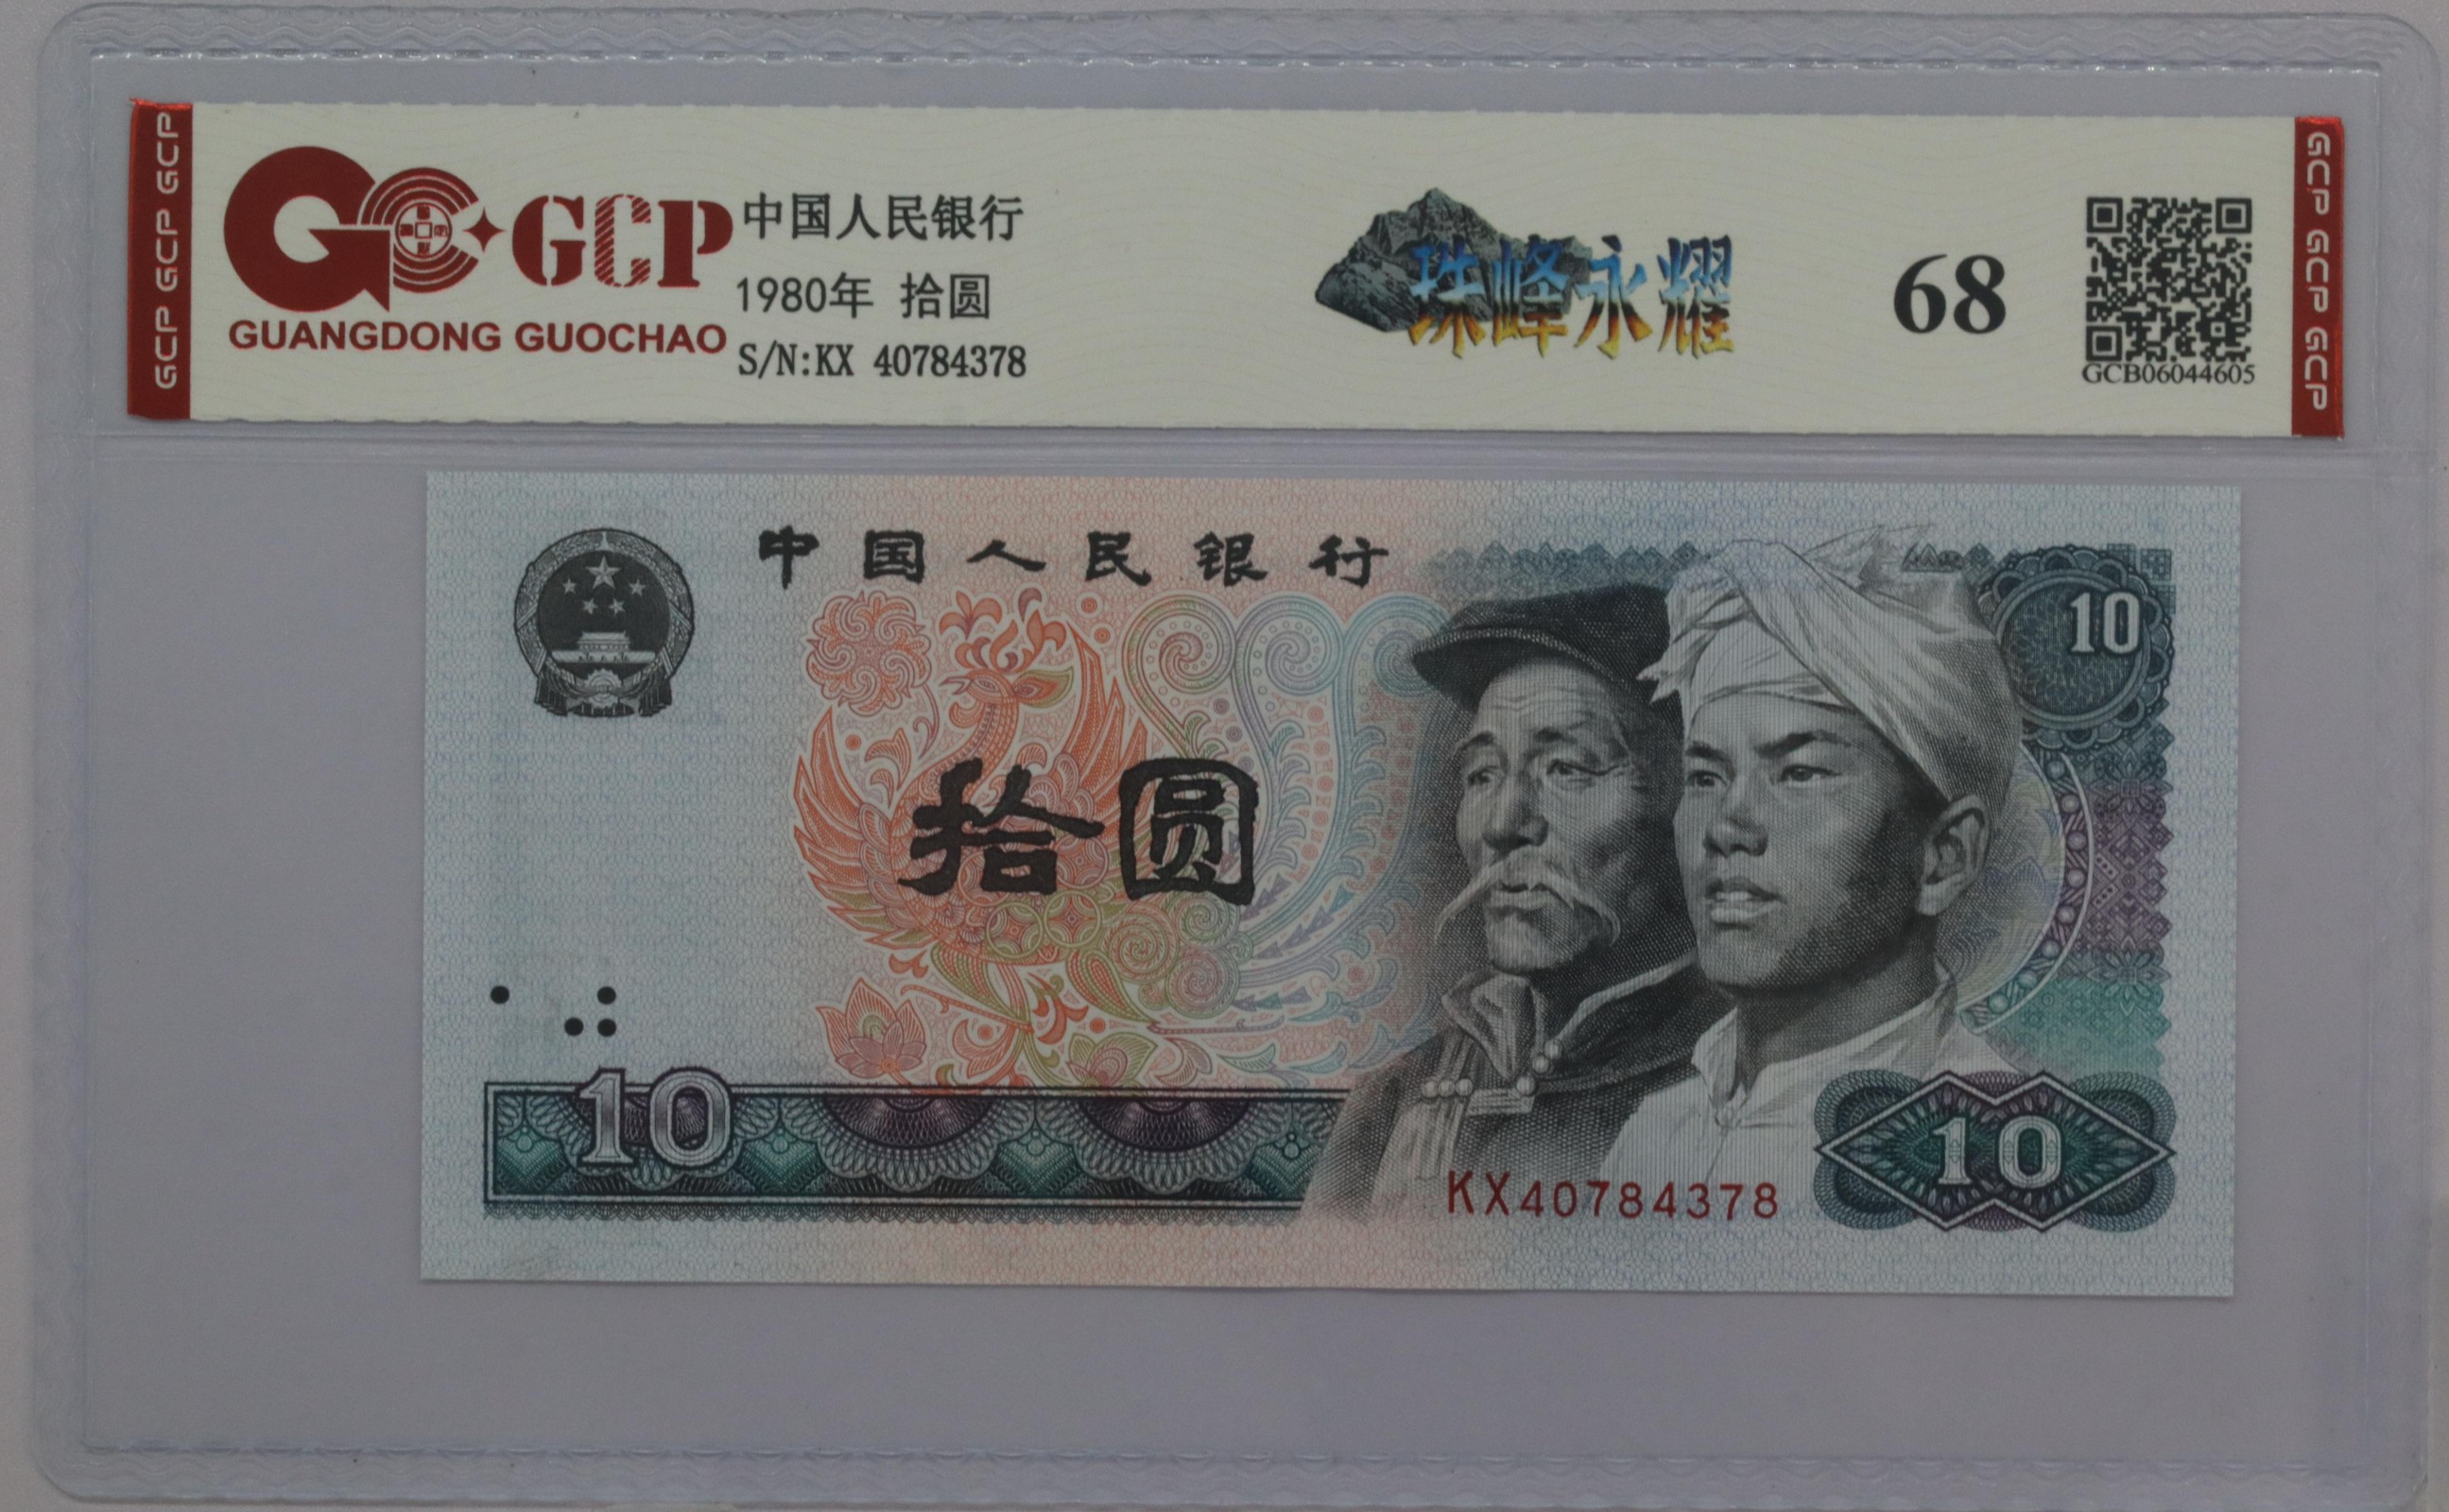 GCP GCP GCP
GCP
中国人民银行
1980年 拾圆
GUANGDONG GUOCHAO
S/N:KX 40784378
珠峰永耀
68
GCB06044605
GCP GCP GCP
中国人民银行
10
拾圆
10
KX40784378
10